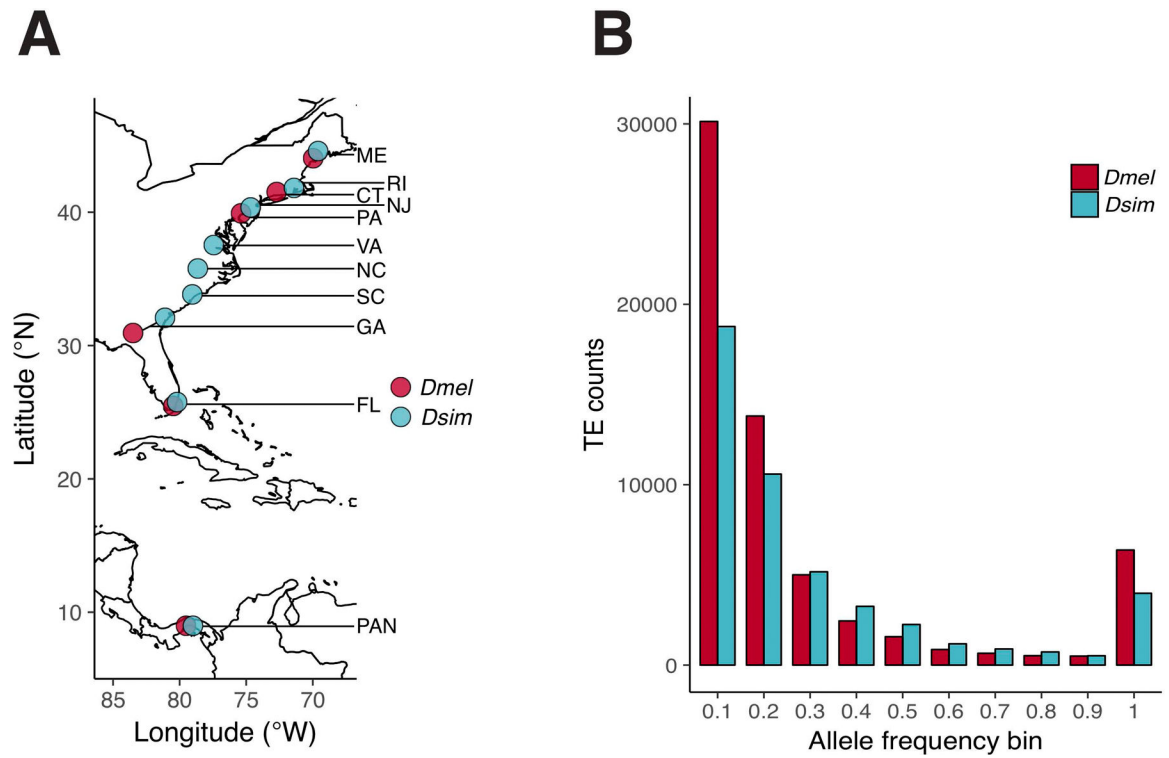 A
ME
RI
CT
NJ
PA
VA
NC
SC
GA
FL
PAN
40
30
20
10
Latitude (°N)
85 80 75 70
Longitude (°W)
Dmel
Dsim
B
30000
20000
10000
0
TE counts
Dmel
Dsim
0.1 0.2 0.3 0.4 0.5 0.6 0.7 0.8 0.9 1
Allele frequency bin